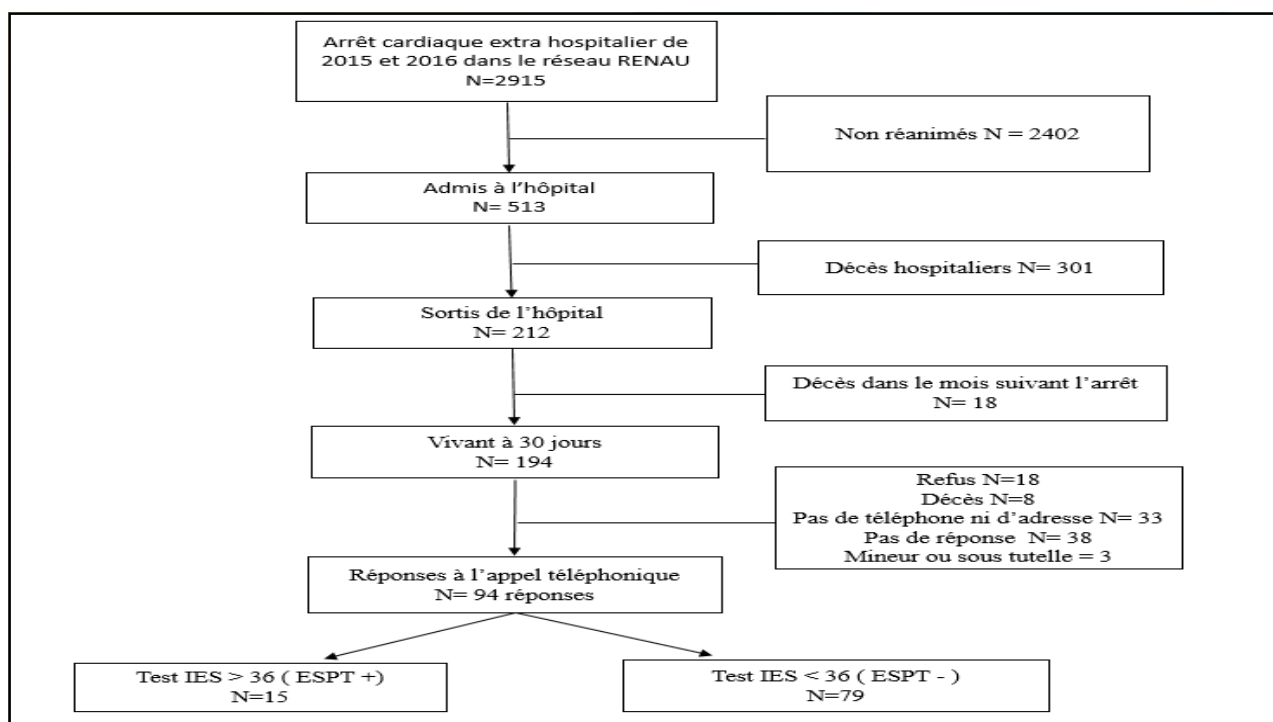 Arrêt cardiaque extra hospitalier de
2015 et 2016 dans le réseau RENAU
N=2915
Non réanimés N = 2402
Admis à l'hôpital
N= 513
Décès hospitaliers N= 301
Sortis de l'hôpital
N= 212
Décès dans le mois suivant l'arrêt
N= 18
Vivant à 30 jours
N= 194
Refus N=18
Décès N=8
Pas de téléphone ni d'adresse N= 33
Pas de réponse N= 38
Mineur ou sous tutelle = 3
Réponses à l'appel téléphonique
N= 94 réponses
Test IES > 36 ( ESPT +)
N=15
Test IES < 36 ( ESPT - )
N=79